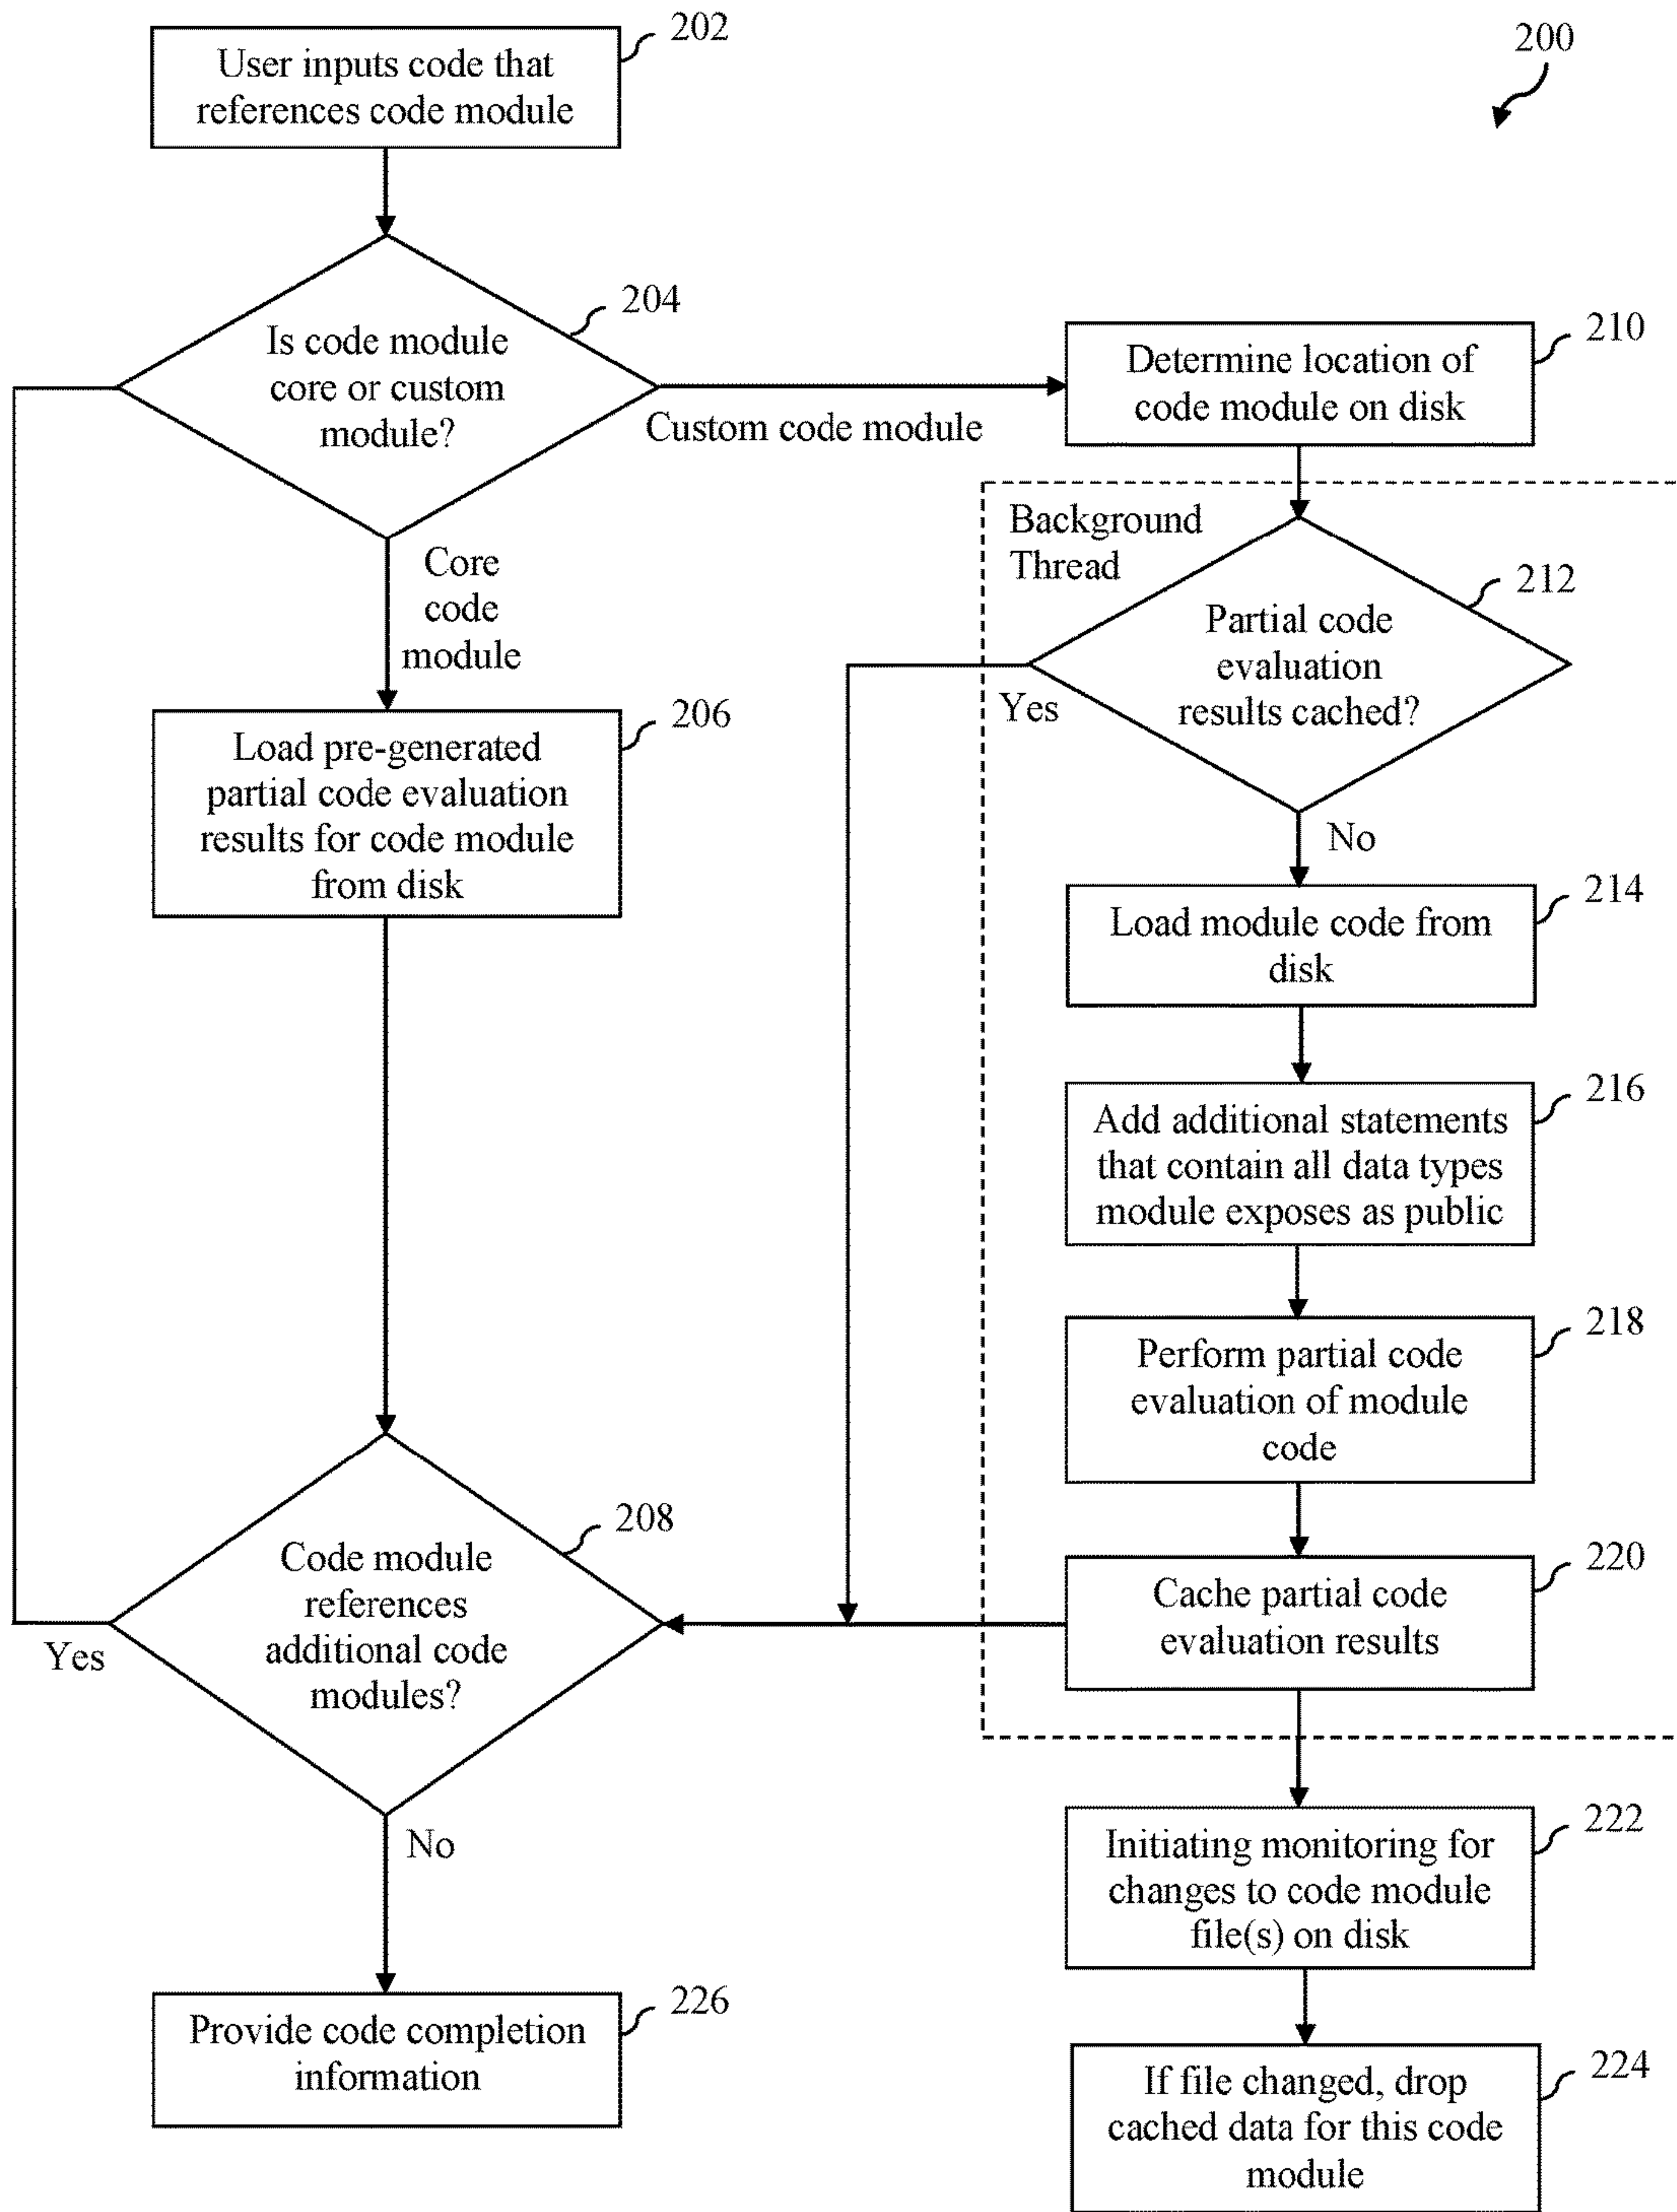 202
User inputs code that
references code module
200
204
Is code module
core or custom
module?
Custom code module
210
Determine location of
code module on disk
Core
code
module
Background
Thread
212
Partial code
evaluation
results cached?
Yes
No
206
Load pre-generated
partial code evaluation
results for code module
from disk
214
Load module code from
disk
216
Add additional statements
that contain all data types
module exposes as public
218
Perform partial code
evaluation of module
code
208
Code module
references
additional code
modules?
Yes
No
220
Cache partial code
evaluation results
222
Initiating monitoring for
changes to code module
file(s) on disk
226
Provide code completion
information
224
If file changed, drop
cached data for this code
module